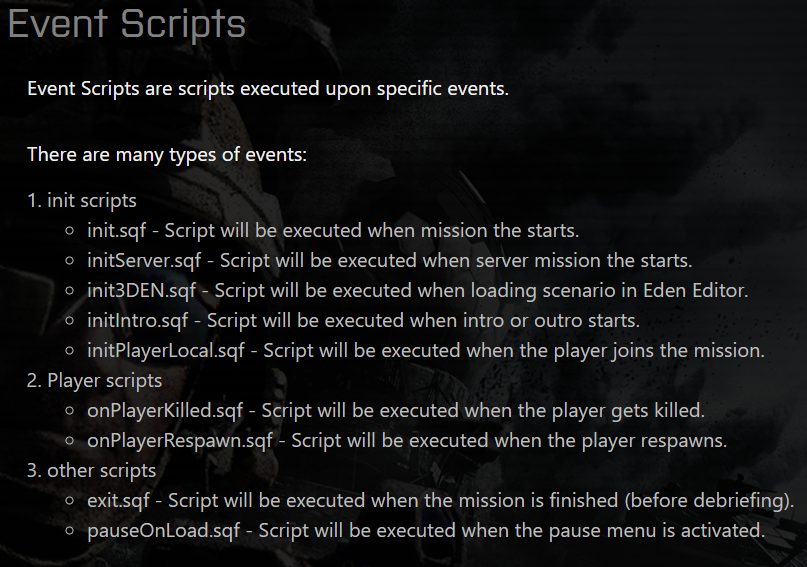 Event Scripts
Event Scripts are scripts executed upon specific events.
There are many types of events:
1. init scripts
○ init.sqf - Script will be executed when mission the starts.
○ initServer.sqf - Script will be executed when server mission the starts.
○ init3DEN.sqf - Script will be executed when loading scenario in Eden Editor.
○ initIntro.sqf - Script will be executed when intro or outro starts.
○ initPlayerLocal.sqf - Script will be executed when the player joins the mission.
2. Player scripts
○ onPlayerKilled.sqf - Script will be executed when the player gets killed.
○ onPlayerRespawn.sqf - Script will be executed when the player respawns.
3. other scripts
○ exit.sqf - Script will be executed when the mission is finished (before debriefing).
○ pauseOnLoad.sqf - Script will be executed when the pause menu is activated.